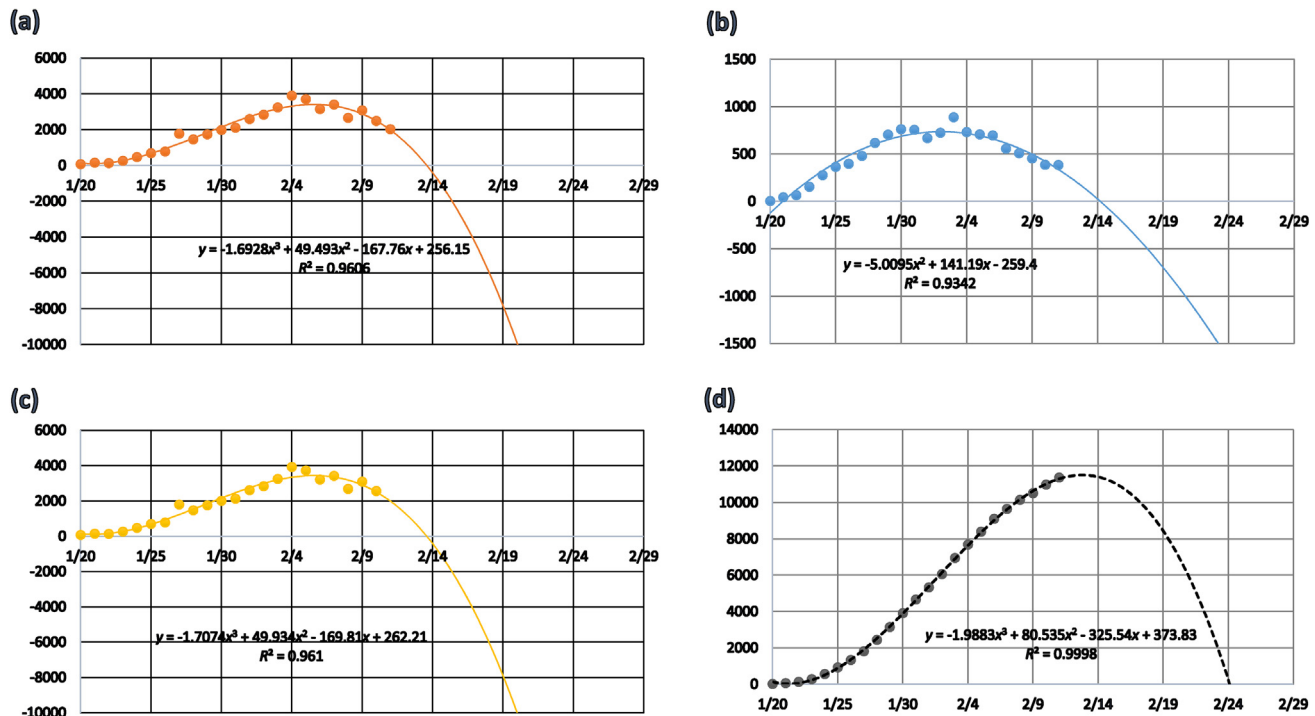 (a)
6000
4000
2000
0
-2000
-4000
-6000
-8000
-10000
1/20 1/25 1/30 2/4 2/9 2/14 2/19 2/24 2/29
y = -1.6928x³ + 49.493x² - 167.76x + 256.15
R² = 0.9606
(b)
1500
1000
500
0
-500
-1000
-1500
1/20 1/25 1/30 2/4 2/9 2/14 2/19 2/24 2/29
y = -5.0095x² + 141.19x - 259.4
R² = 0.9342
(c)
6000
4000
2000
0
-2000
-4000
-6000
-8000
-10000
1/20 1/25 1/30 2/4 2/9 2/14 2/19 2/24 2/29
y = -1.7074x³ + 49.934x² - 169.81x + 262.21
R² = 0.961
(d)
14000
12000
10000
8000
6000
4000
2000
0
1/20 1/25 1/30 2/4 2/9 2/14 2/19 2/24 2/29
y = -1.9883x³ + 80.535x² - 325.54x + 373.83
R² = 0.9998